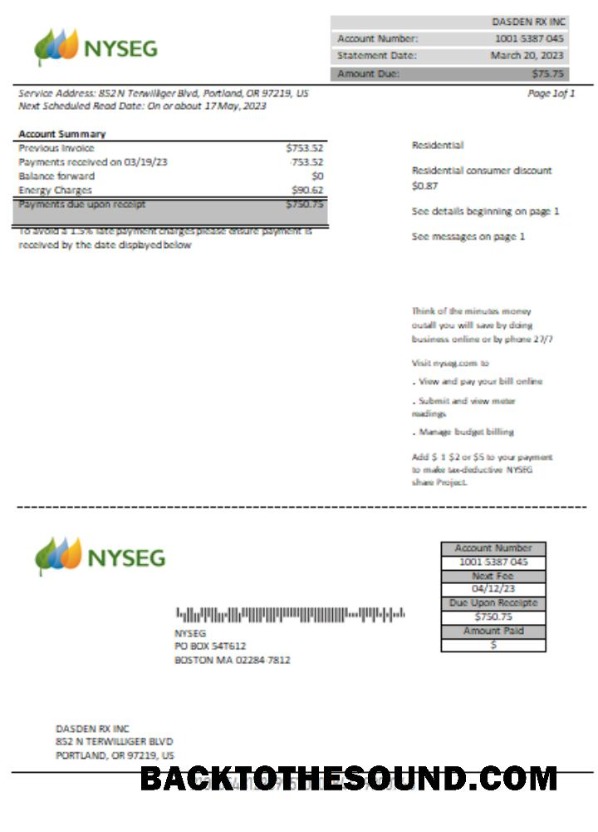 NYSEG
DASDEN RX INC
Account Number: 1001 5387 045
Statement Date: March 20, 2023
Amount Due: $75.75
Service Address: 852 N Terwilliger Blvd, Portland, OR 97219, US
Page 1of 1
Next Scheduled Read Date: On or about 17 May, 2023
Account Summary
Previous Invoice $753.52
Payments received on 03/19/23 -753.52
Balance forward $0
Energy Charges $90.62
Payments due upon receipt $750.75
To avoid a 1.5% late payment charges please ensure payment is
received by the date displayed below
Residential
Residential consumer discount
$0.87
See details beginning on page 1
See messages on page 1
Think of the minutes money
outall you will save by doing
business online or by phone 27/7
Visit nyseg.com to
. View and pay your bill online
. Submit and view meter
readings
. Manage budget billing
Add $ 1 $2 or $5 to your payment
to make tax-deductive NYSEG
share Project.
NYSEG
Account Number
1001 5387 045
Next Fee
04/12/23
Due Upon Receipte
$750.75
Amount Paid
$
NYSEG
PO BOX 54T612
BOSTON MA 02284 7812
DASDEN RX INC
852 N TERWILLIGER BLVD
PORTLAND, OR 97219, US
BACKTOTHESOUND.COM